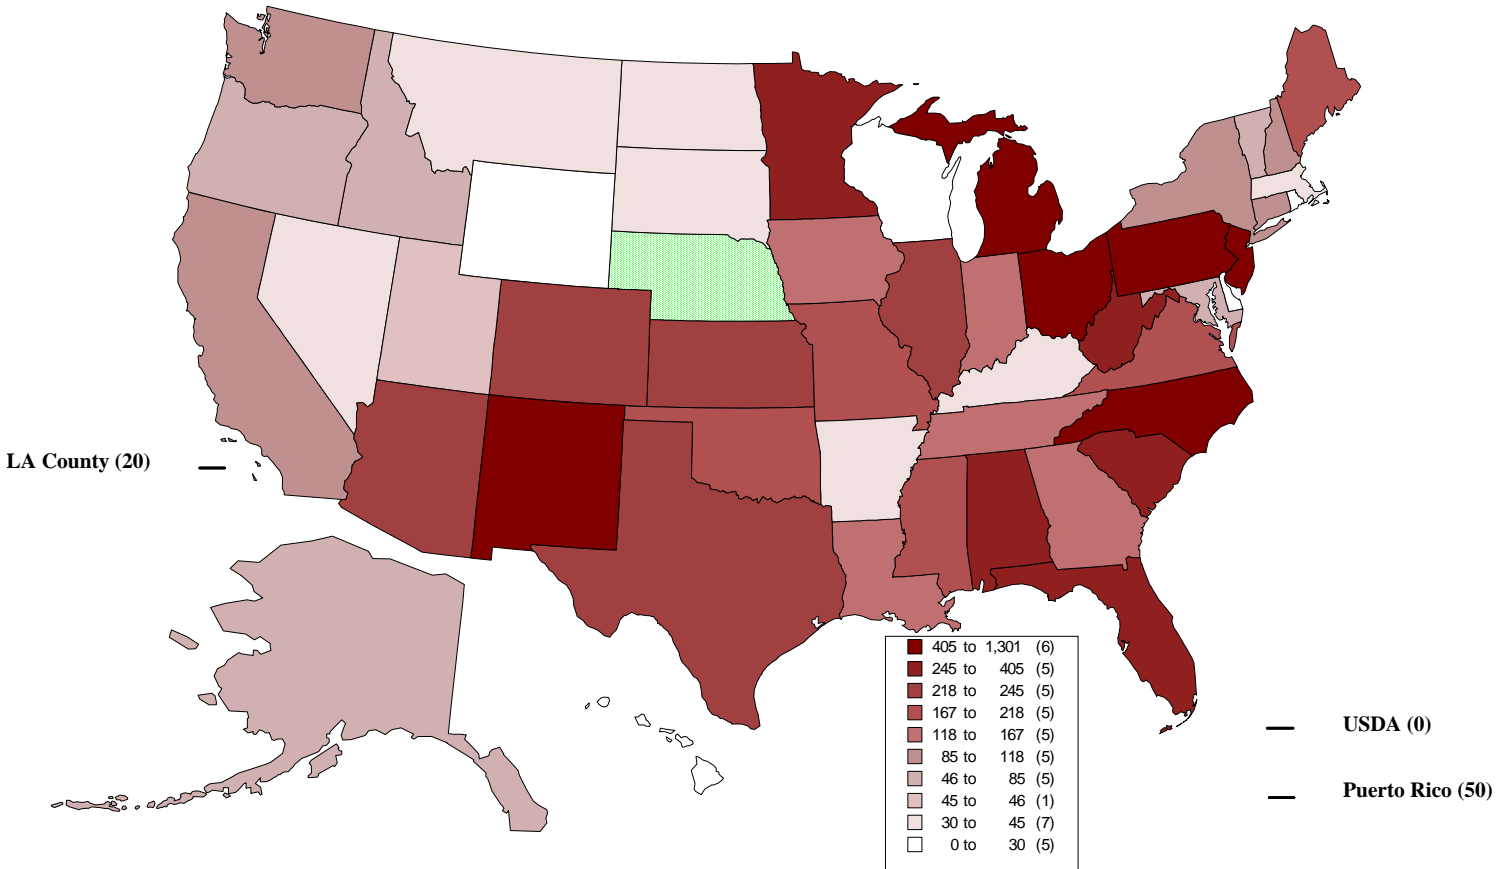 LA County (20)
405 to 1,301 (6)
245 to 405 (5)
218 to 245 (5)
167 to 218 (5)
118 to 167 (5)
85 to 118 (5)
46 to 85 (5)
45 to 46 (1)
30 to 45 (7)
0 to 30 (5)
USDA (0)
Puerto Rico (50)